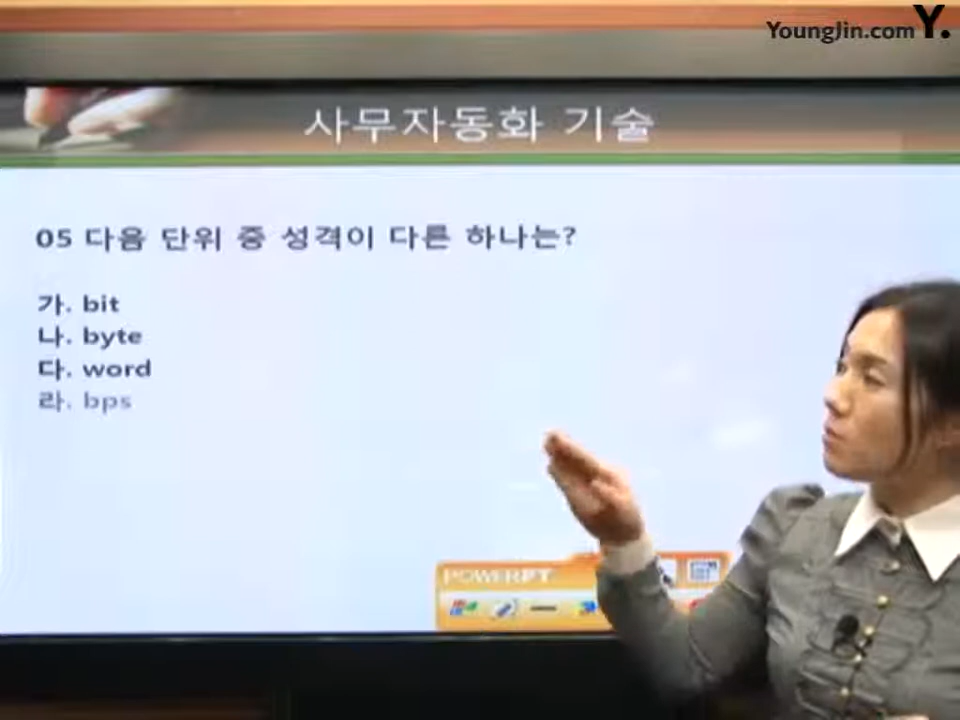 YoungJin.com Y.
사무자동화 기술
05 다음 단위 중 성격이 다른 하나는?
가. bit
나. byte
다. word
라. bps
POWERPT